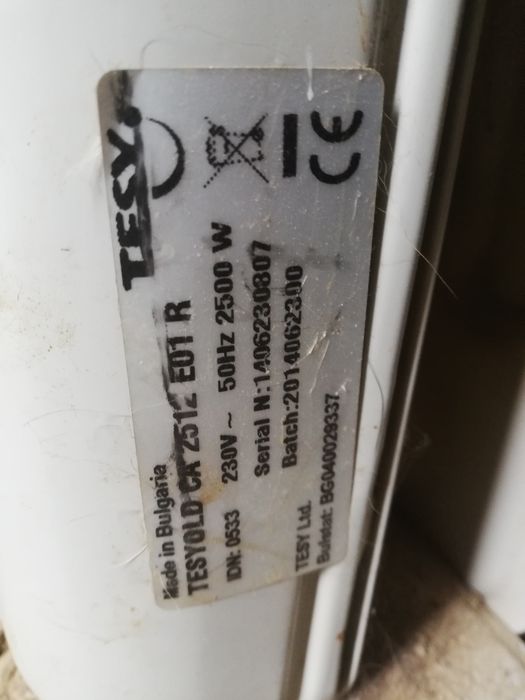 TESY
Made in Bulgaria
TESYOLD CA 2512 E01 R
IDN: 0533 230V ~ 50Hz 2500 W
Serial N:1406230807
Batch:2014062300
TESY Ltd.
Bulstat: BG040029337
CE